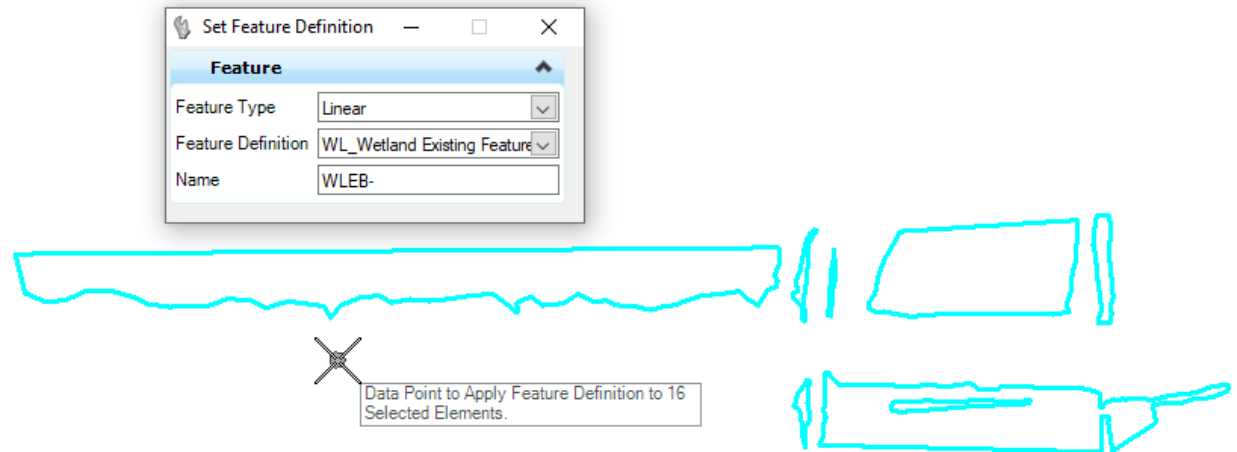 Set Feature Definition
Feature
Feature Type Linear
Feature Definition WL_Wetland Existing Feature
Name WLEB-
Data Point to Apply Feature Definition to 16
Selected Elements.